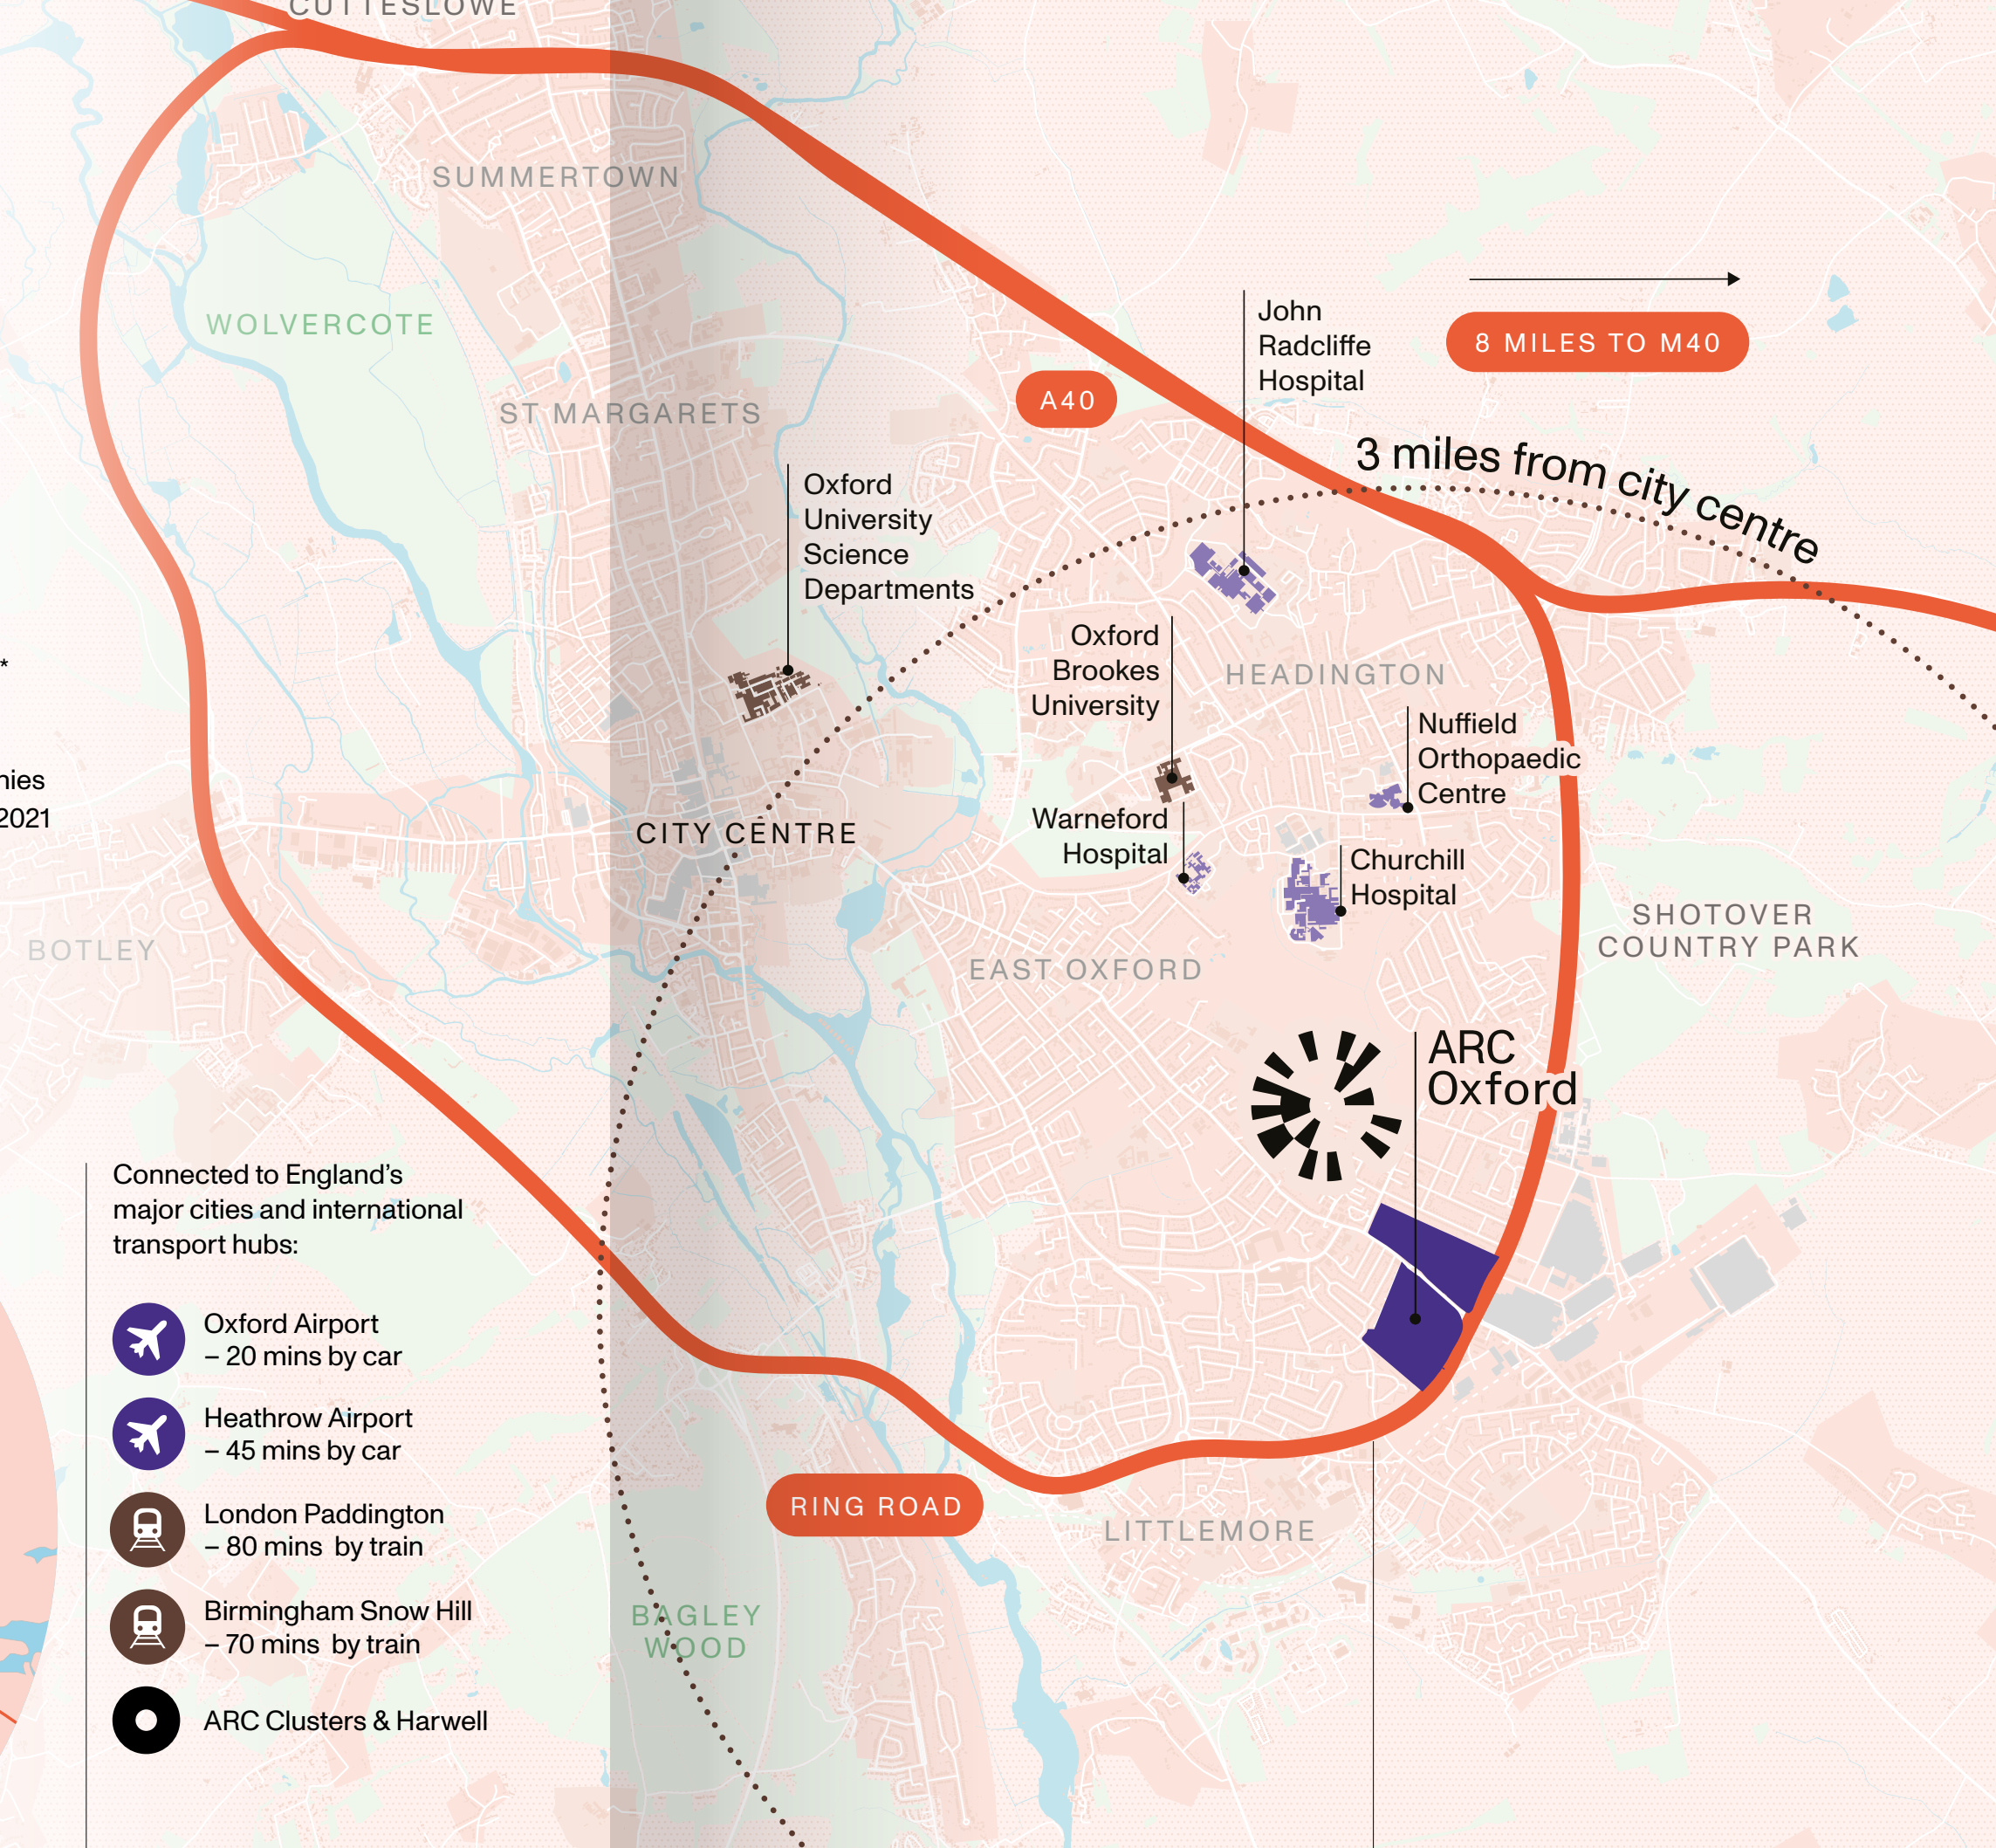 CUTTESLOWE
SUMMERTOWN
WOLVERCOTE
ST MARGARETS
A40
John
Radcliffe
Hospital
8 MILES TO M40
3 miles from city centre
Oxford
University
Science
Departments
Oxford
Brookes
University
HEADINGTON
Nuffield
Orthopaedic
Centre
*
2021
CITY CENTRE
Warneford
Hospital
Churchill
Hospital
BOTLEY
EAST OXFORD
SHOTOVER
COUNTRY PARK
ARC
Oxford
Connected to England’s
major cities and international
transport hubs:
Oxford Airport
– 20 mins by car
Heathrow Airport
– 45 mins by car
London Paddington
– 80 mins by train
Birmingham Snow Hill
– 70 mins by train
ARC Clusters & Harwell
RING ROAD
LITTLEMORE
BAGLEY
WOOD